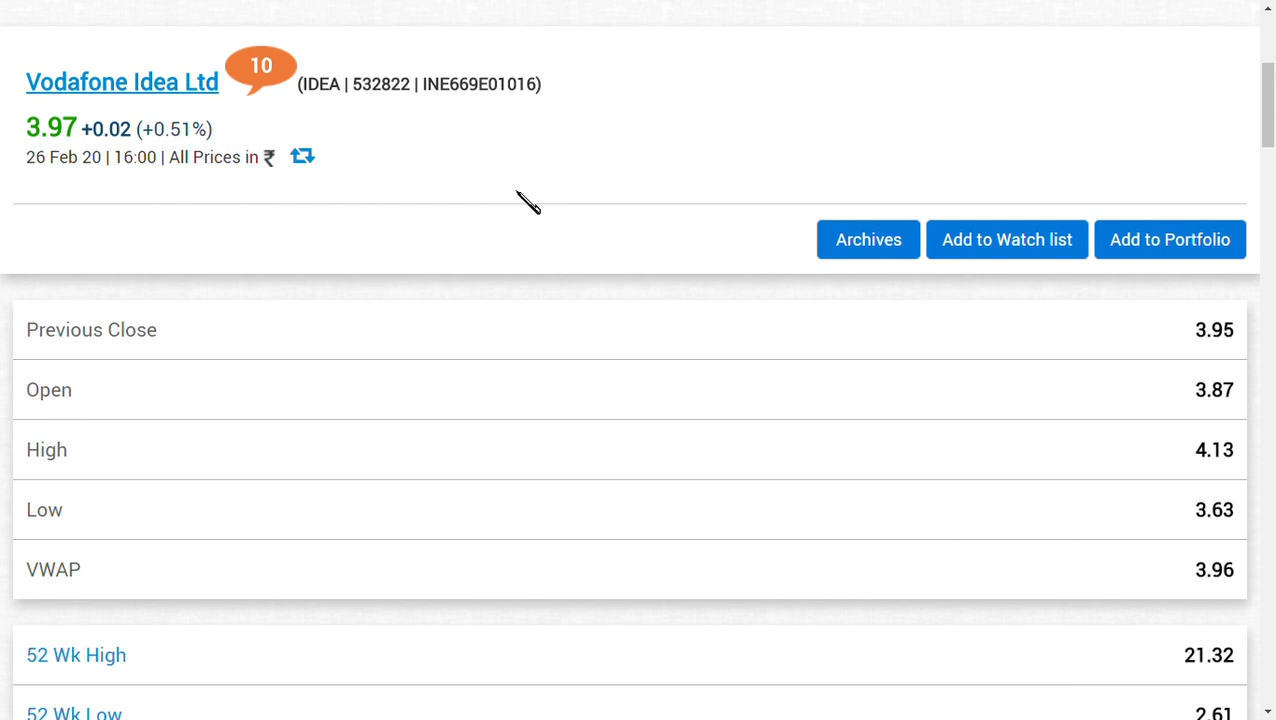 Vodafone Idea Ltd 10 (IDEA | 532822 | INE669E01016)
3.97 +0.02 (+0.51%)
26 Feb 20 | 16:00 | All Prices in ₹
Archives Add to Watch list Add to Portfolio
Previous Close 3.95
Open 3.87
High 4.13
Low 3.63
VWAP 3.96
52 Wk High 21.32
52 Wk Low 2.61